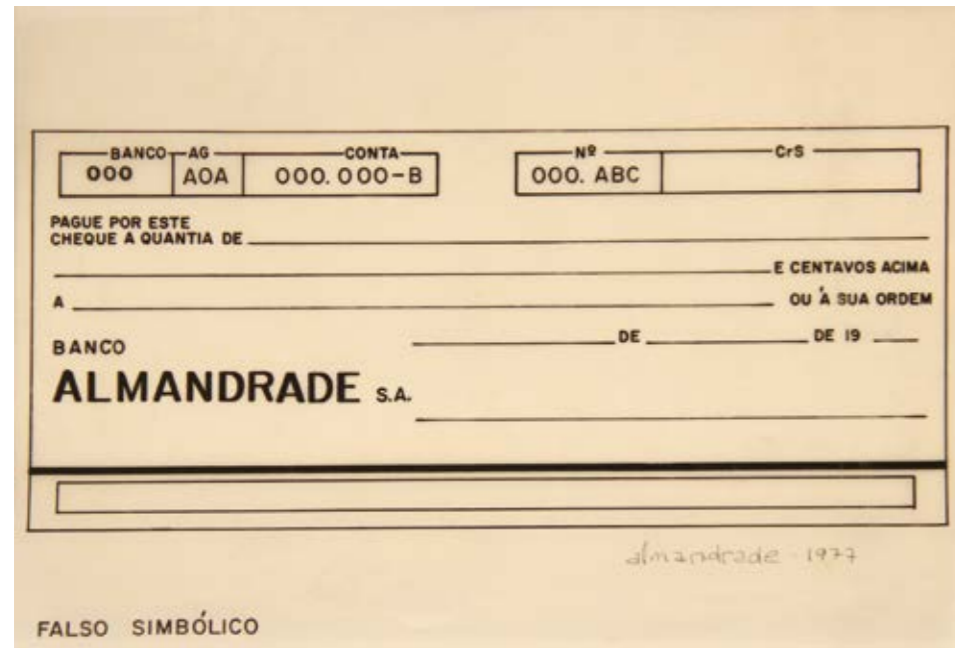 BANCO AG CONTA Nº CrS
000 AOA 000.000-B 000. ABC
PAGUE POR ESTE
CHEQUE A QUANTIA DE
E CENTAVOS ACIMA
A OU À SUA ORDEM
BANCO DE DE 19
ALMANDRADE S.A.
almandrade - 1977
FALSO SIMBÓLICO